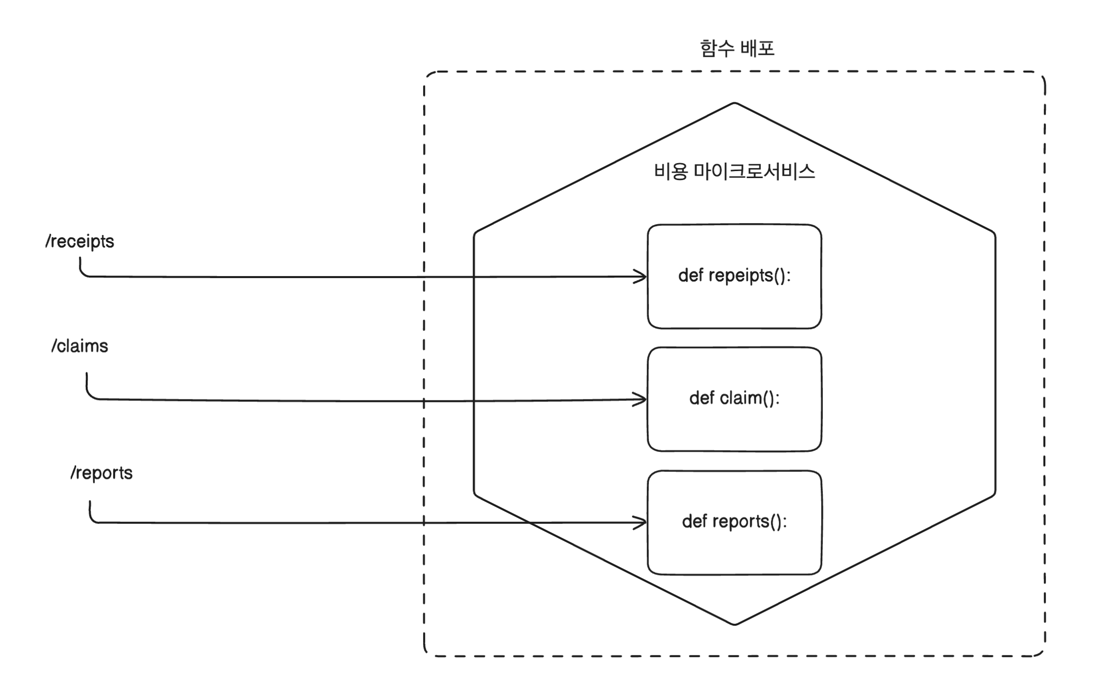 함수 배포
비용 마이크로서비스
/receipts
def repeipts():
/claims
def claim():
/reports
def reports():